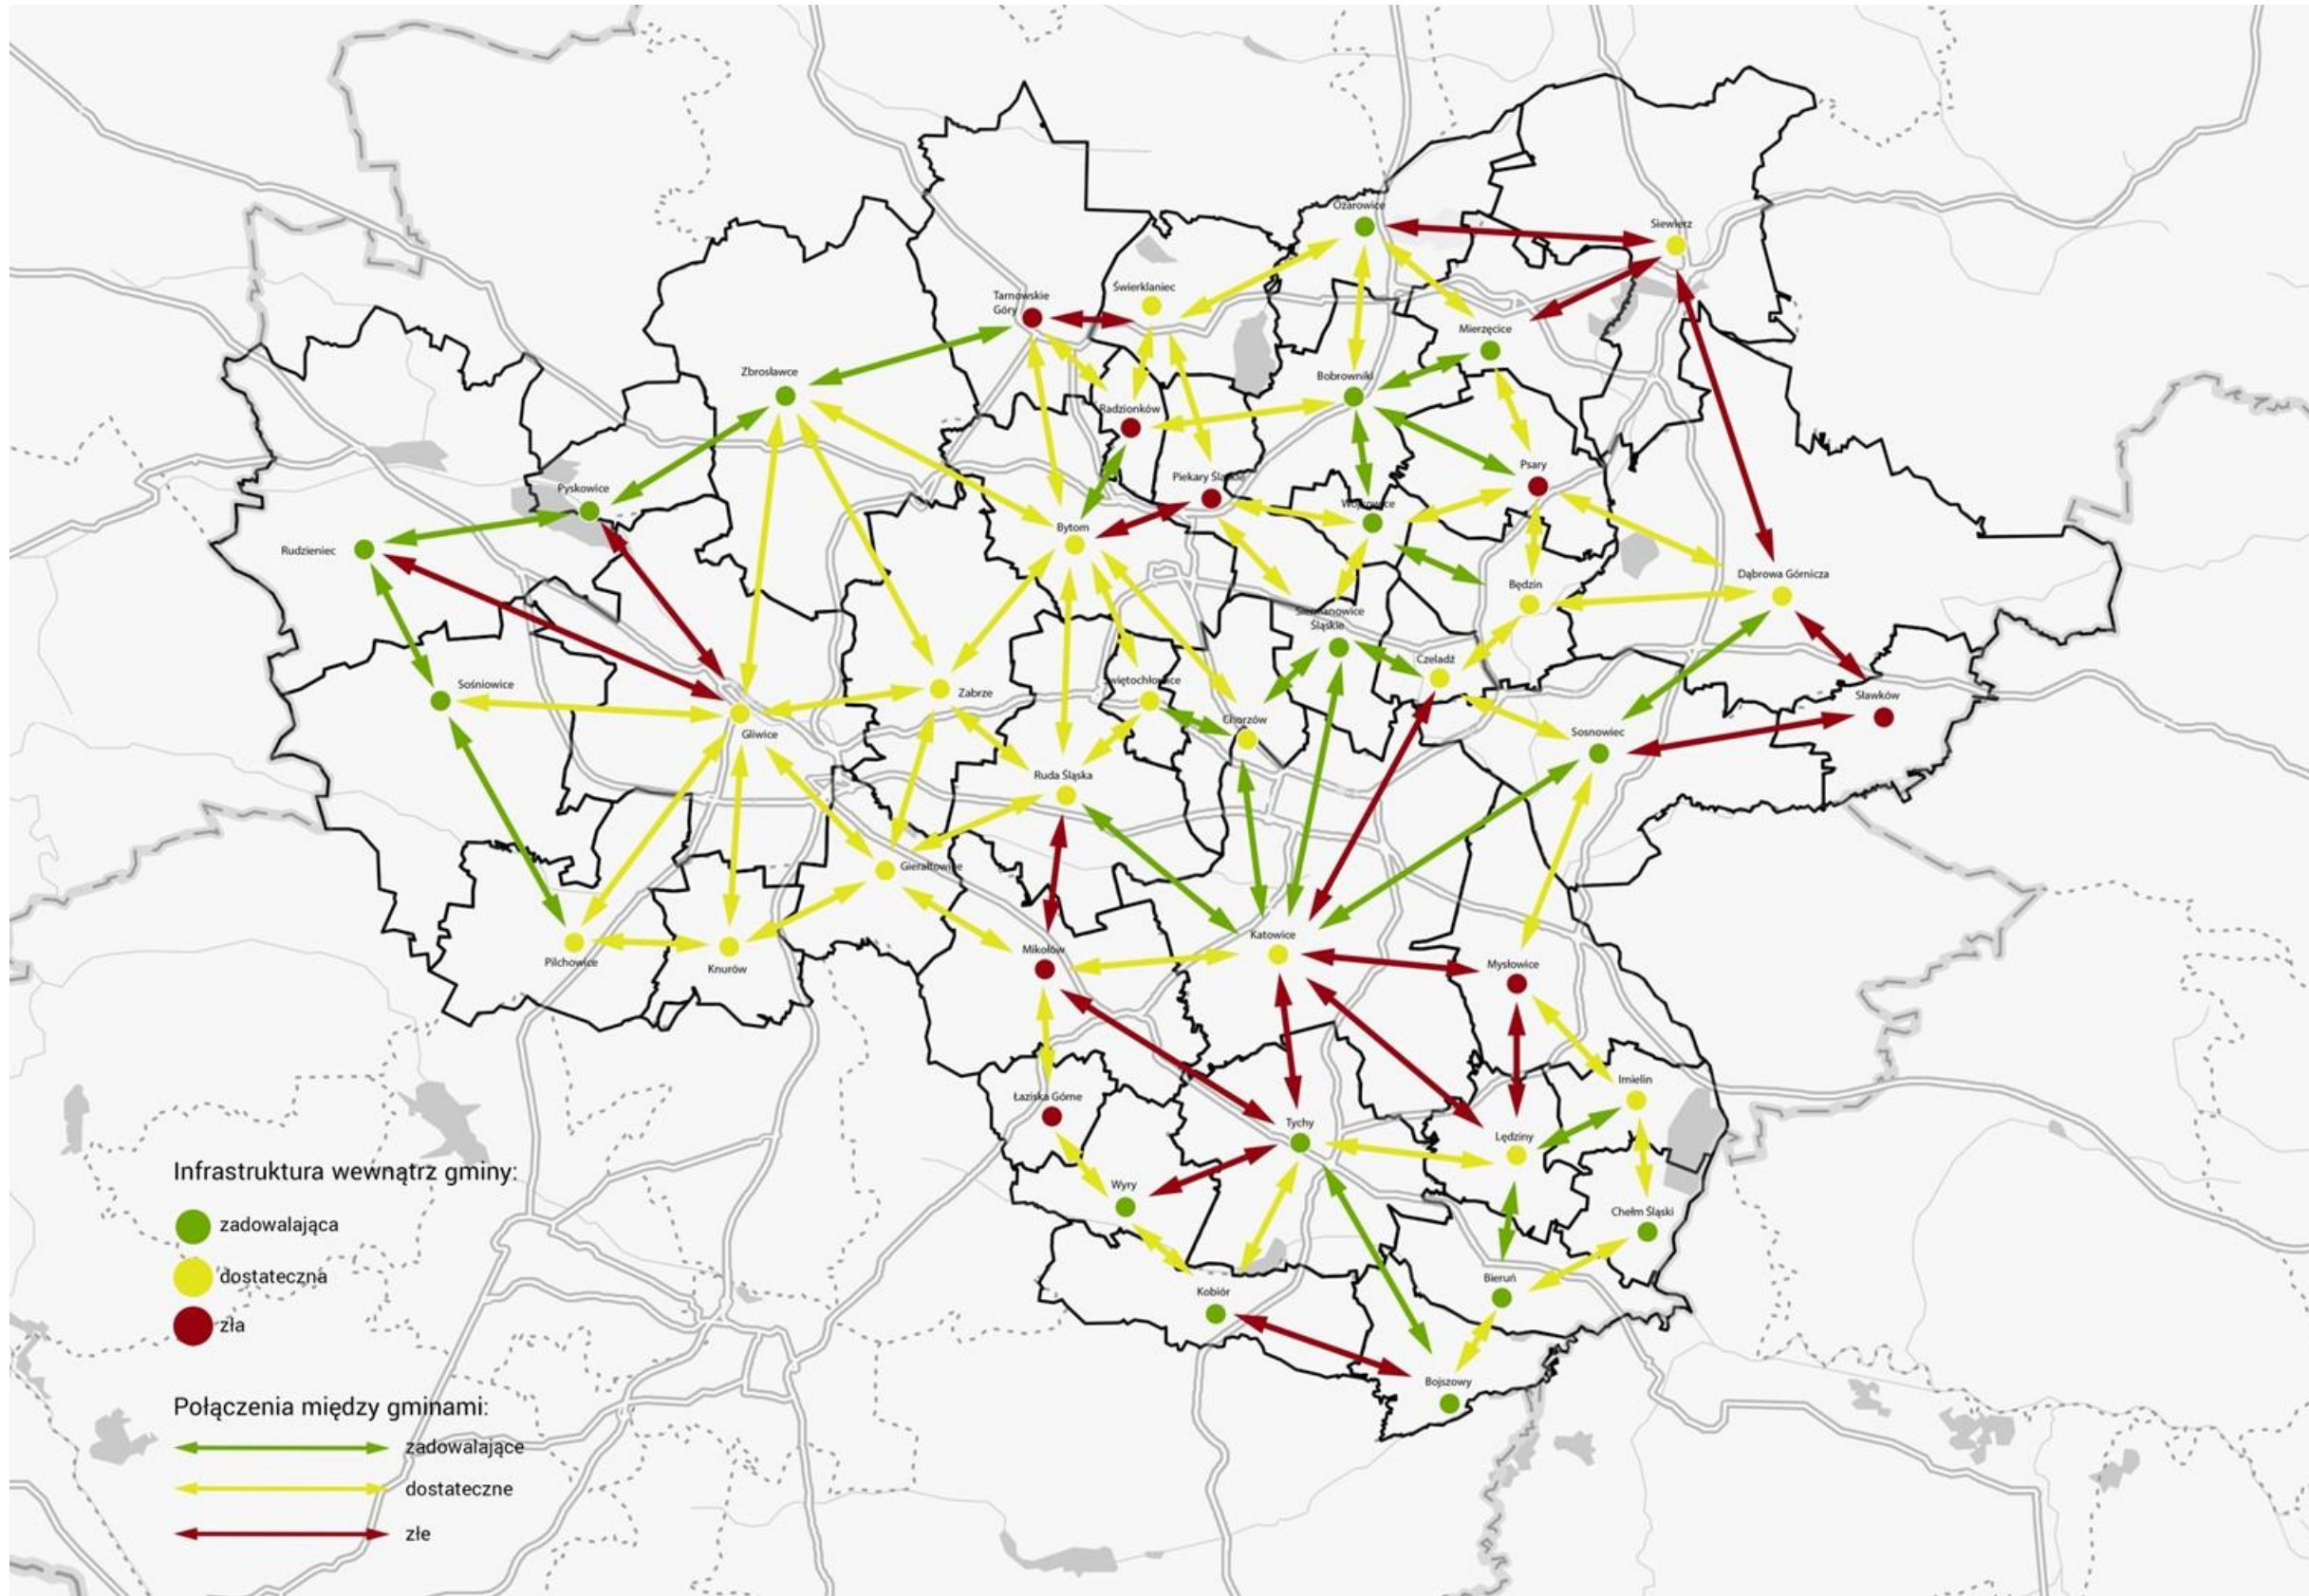 Ożarowice
Siewierz
Tarnowskie
Góry
Świerklaniec
Mierzęcice
Zbrosławce
Bobrowniki
Radzionków
Psary
Piekary Śląskie
Pyskowice
Wojkowice
Bytom
Rudzieniec
Będzin
Dąbrowa Górnicza
Siemianowice
Śląskie
Czeladź
Sośniowice
Zabrze
Świętochłowice
Sławków
Chorzów
Gliwice
Sosnowiec
Ruda Śląska
Gierałtowice
Katowice
Mikołów
Mysłowice
Pilchowice
Knurów
Imielin
Łaziska Górne
Tychy
Lędziny
Wyry
Chełm Śląski
Bieruń
Kobiór
Bojszowy
Infrastruktura wewnątrz gminy:
zadowalająca
dostateczna
zła
Połączenia między gminami:
zadowalające
dostateczne
złe